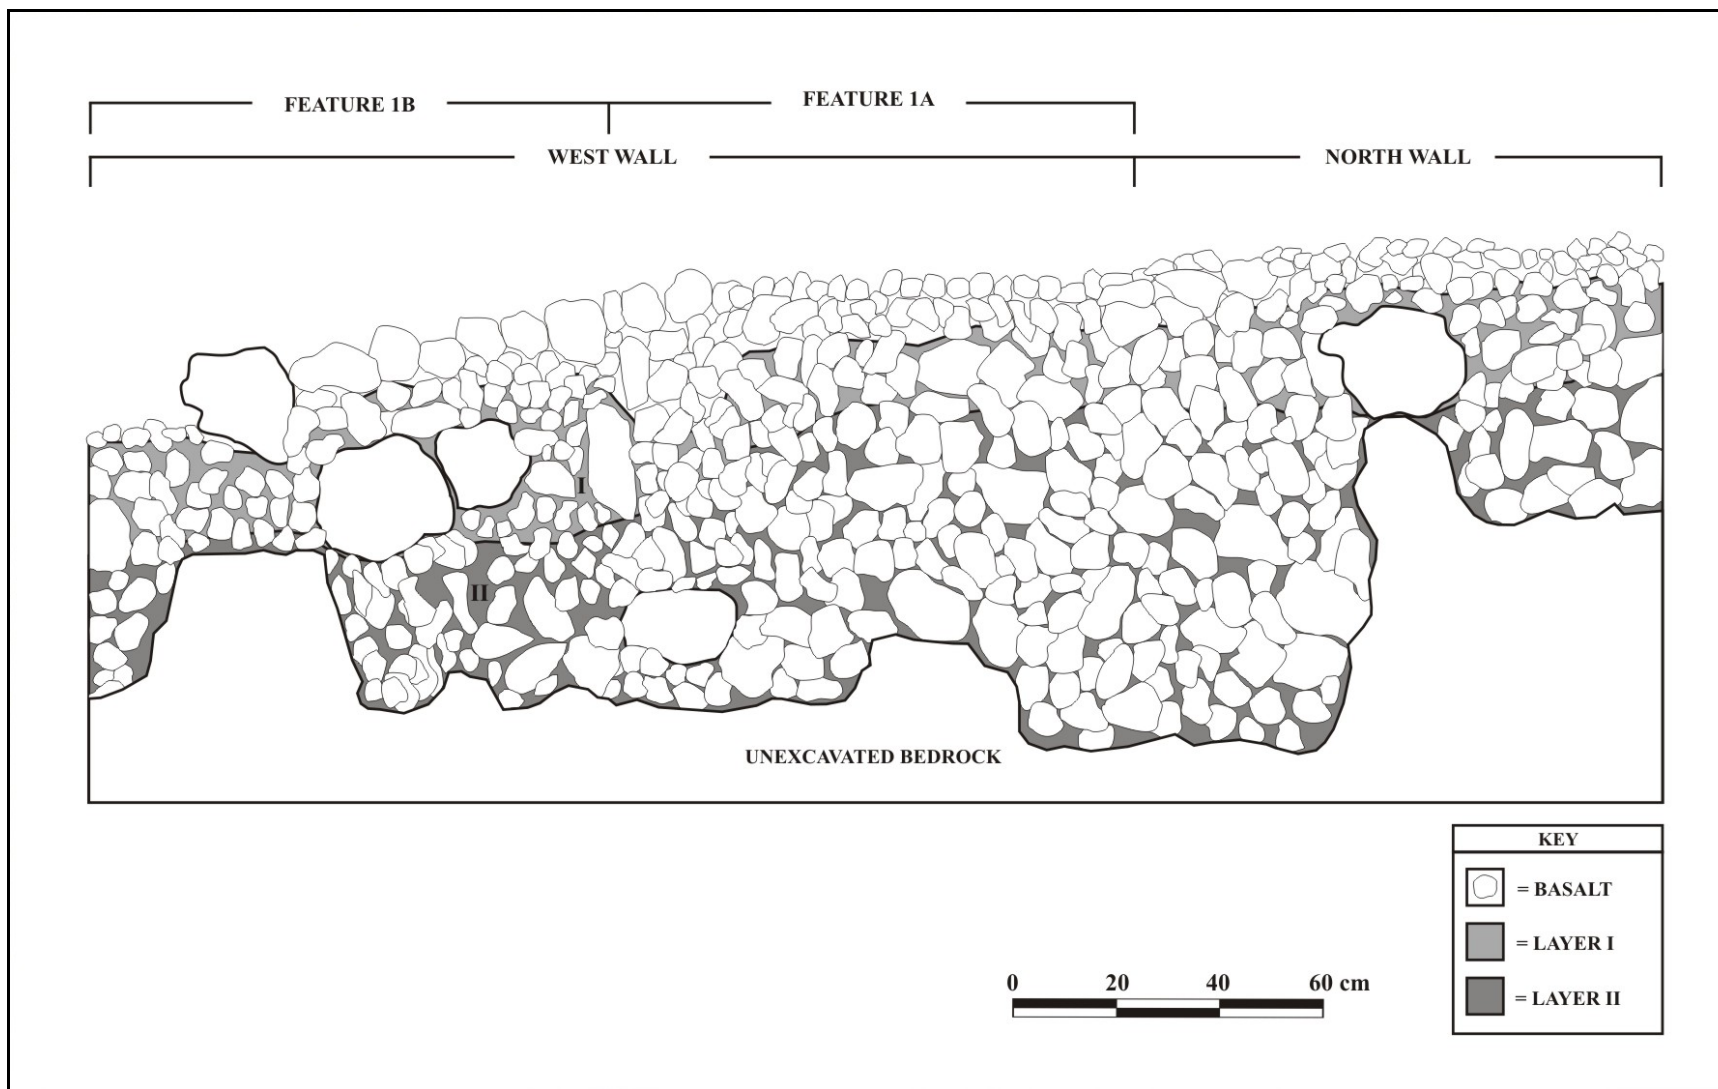 FEATURE 1B
FEATURE 1A
WEST WALL
NORTH WALL
I
II
UNEXCAVATED BEDROCK
KEY
= BASALT
= LAYER I
= LAYER II
0 20 40 60 cm